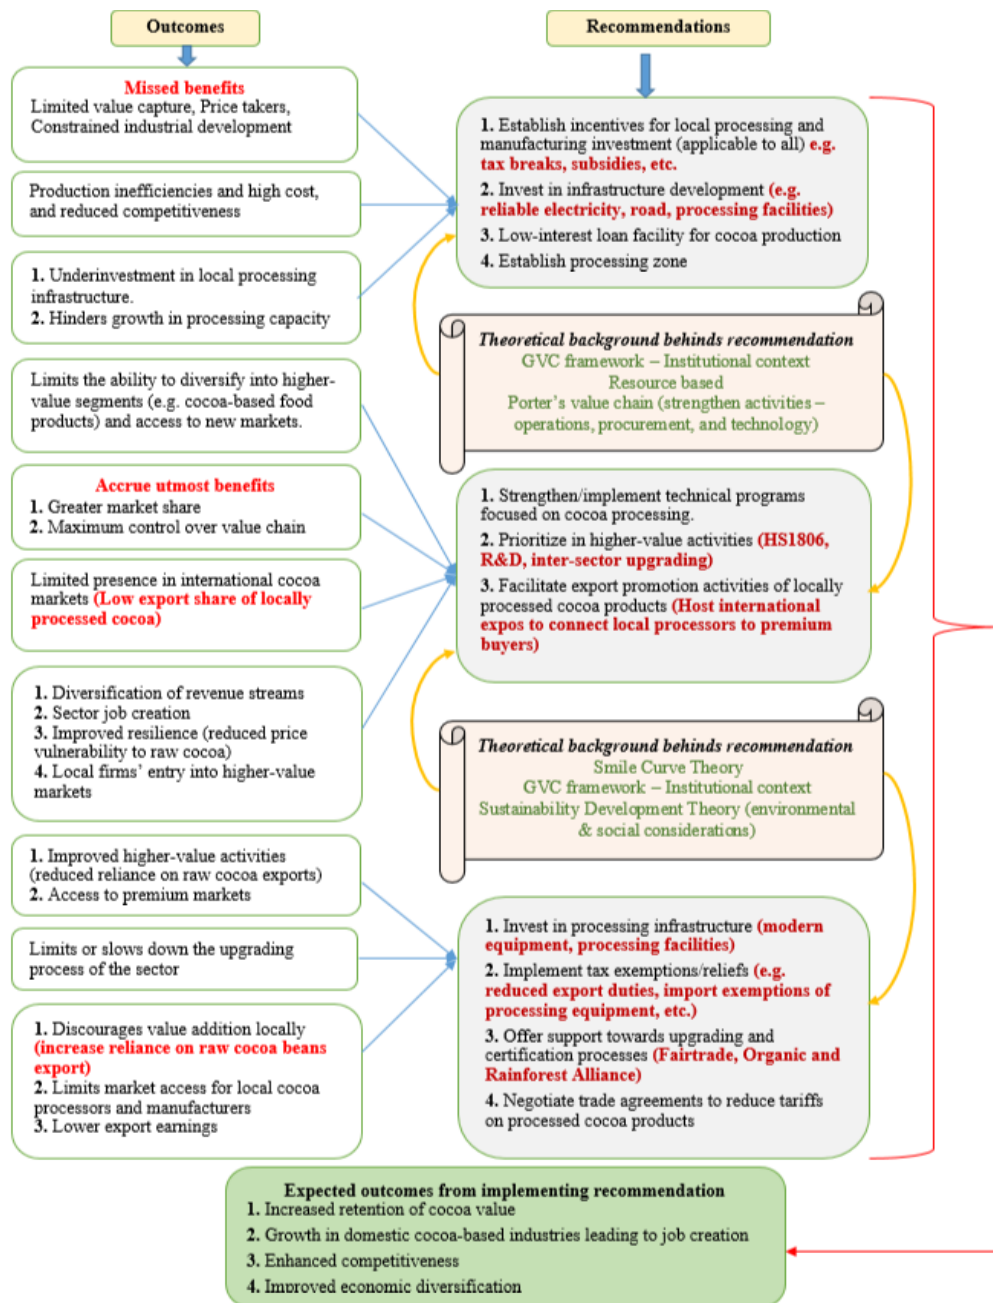 Outcomes
Missed benefits
Limited value capture, Price takers,
Constrained industrial development
Production inefficiencies and high cost,
and reduced competitiveness
1. Underinvestment in local processing
infrastructure.
2. Hinders growth in processing capacity
Limits the ability to diversify into higher-
value segments (e.g. cocoa-based food
products) and access to new markets.
Accrue utmost benefits
1. Greater market share
2. Maximum control over value chain
Limited presence in international cocoa
markets (Low export share of locally
processed cocoa)
1. Diversification of revenue streams
2. Sector job creation
3. Improved resilience (reduced price
vulnerability to raw cocoa)
4. Local firms' entry into higher-value
markets
1. Improved higher-value activities
(reduced reliance on raw cocoa exports)
2. Access to premium markets
Limits or slows down the upgrading
process of the sector
1. Discourages value addition locally
(increase reliance on raw cocoa beans
export)
2. Limits market access for local cocoa
processors and manufacturers
3. Lower export earnings
Recommendations
1. Establish incentives for local processing and
manufacturing investment (applicable to all) e.g.
tax breaks, subsidies, etc.
2. Invest in infrastructure development (e.g.
reliable electricity, road, processing facilities)
3. Low-interest loan facility for cocoa production
4. Establish processing zone
Theoretical background behinds recommendation
GVC framework – Institutional context
Resource based
Porter's value chain (strengthen activities –
operations, procurement, and technology)
1. Strengthen/implement technical programs
focused on cocoa processing.
2. Prioritize in higher-value activities (HS1806,
R&D, inter-sector upgrading)
3. Facilitate export promotion activities of locally
processed cocoa products (Host international
expos to connect local processors to premium
buyers)
Theoretical background behinds recommendation
Smile Curve Theory
GVC framework – Institutional context
Sustainability Development Theory (environmental
& social considerations)
1. Invest in processing infrastructure (modern
equipment, processing facilities)
2. Implement tax exemptions/reliefs (e.g.
reduced export duties, import exemptions of
processing equipment, etc.)
3. Offer support towards upgrading and
certification processes (Fairtrade, Organic and
Rainforest Alliance)
4. Negotiate trade agreements to reduce tariffs
on processed cocoa products
Expected outcomes from implementing recommendation
1. Increased retention of cocoa value
2. Growth in domestic cocoa-based industries leading to job creation
3. Enhanced competitiveness
4. Improved economic diversification